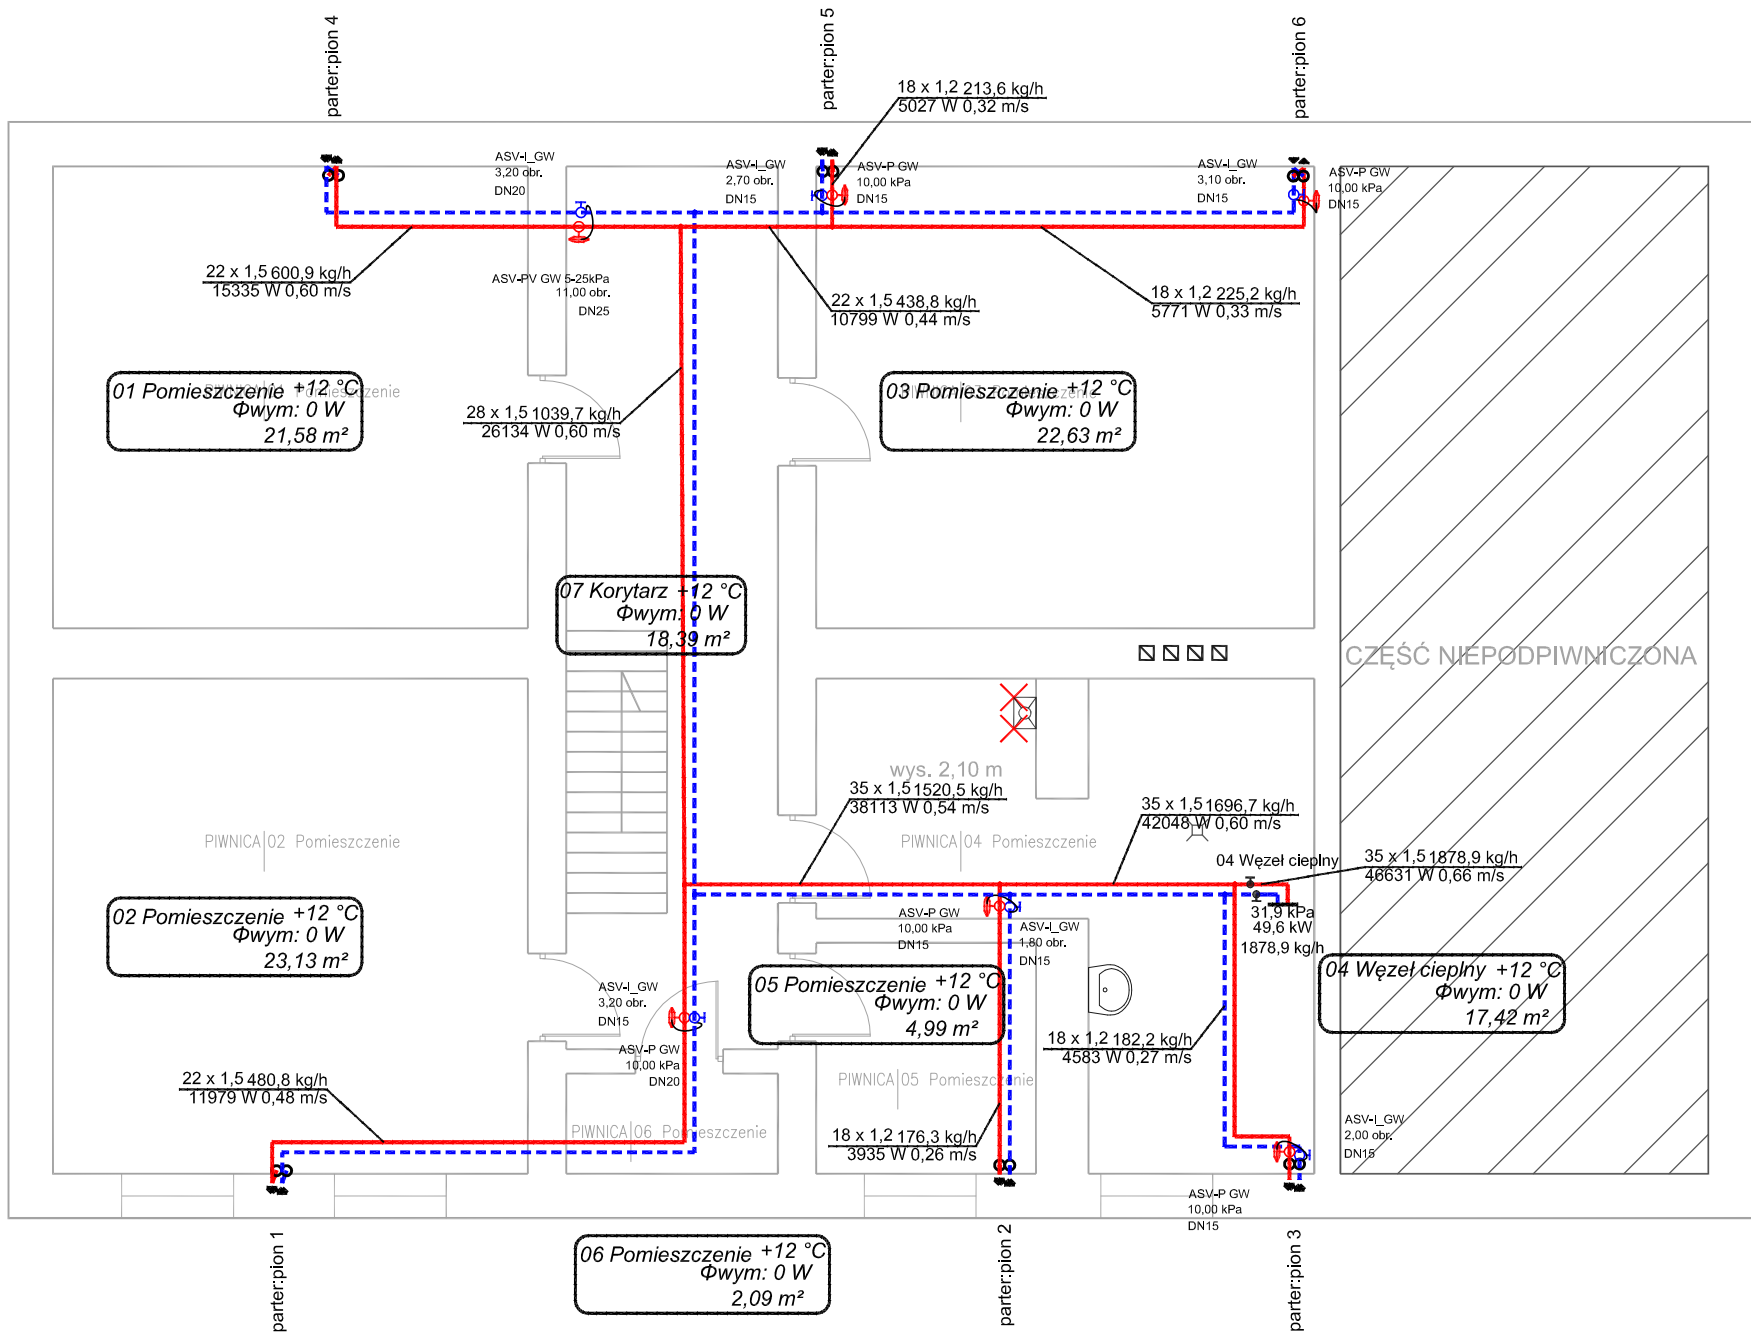 parter:pion 4
parter:pion 5
parter:pion 6
18 x 1,2 213,6 kg/h
5027 W 0,32 m/s
ASV-I_GW
3,20 obr.
DN20
ASV-I_GW
2,70 obr.
DN15
ASV-P GW
10,00 kPa
DN15
ASV-I_GW
3,10 obr.
DN15
ASV-P GW
10,00 kPa
DN15
22 x 1,5 600,9 kg/h
15335 W 0,60 m/s
ASV-PV GW 5-25kPa
11,00 obr.
DN25
22 x 1,5 438,8 kg/h
10799 W 0,44 m/s
18 x 1,2 225,2 kg/h
5771 W 0,33 m/s
01 Pomieszczenie +12 °C
Φwym: 0 W
21,58 m²
PIWNICA 01 Pomieszczenie
28 x 1,5 1039,7 kg/h
26134 W 0,60 m/s
03 Pomieszczenie +12 °C
Φwym: 0 W
22,63 m²
PIWNICA 03 Pomieszczenie
07 Korytarz +12 °C
Φwym: 0 W
18,39 m²
CZĘŚĆ NIEPODPIWNICZONA
wys. 2,10 m
35 x 1,5 1520,5 kg/h
38113 W 0,54 m/s
35 x 1,5 1696,7 kg/h
42048 W 0,60 m/s
PIWNICA 02 Pomieszczenie
PIWNICA 04 Pomieszczenie
04 Węzeł cieplny
35 x 1,5 1878,9 kg/h
46631 W 0,66 m/s
02 Pomieszczenie +12 °C
Φwym: 0 W
23,13 m²
ASV-P GW
10,00 kPa
DN15
ASV-I_GW
1,80 obr.
DN15
31,9 kPa
49,6 kW
1878,9 kg/h
05 Pomieszczenie +12 °C
Φwym: 0 W
4,99 m²
04 Węzeł cieplny +12 °C
Φwym: 0 W
17,42 m²
ASV-I_GW
3,20 obr.
DN15
ASV-P GW
10,00 kPa
DN20
18 x 1,2 182,2 kg/h
4583 W 0,27 m/s
22 x 1,5 480,8 kg/h
11979 W 0,48 m/s
PIWNICA 05 Pomieszczenie
PIWNICA 06 Pomieszczenie
18 x 1,2 176,3 kg/h
3935 W 0,26 m/s
ASV-I_GW
2,00 obr.
DN15
ASV-P GW
10,00 kPa
DN15
parter:pion 1
06 Pomieszczenie +12 °C
Φwym: 0 W
2,09 m²
parter:pion 2
parter:pion 3